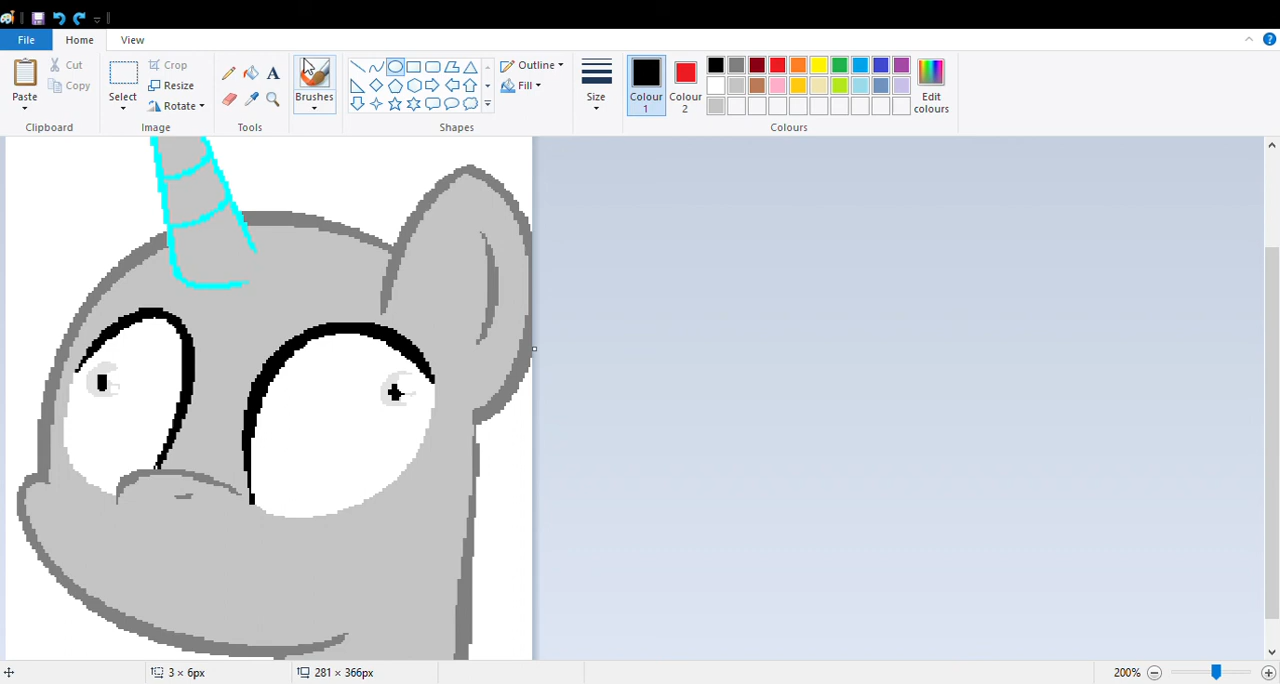 File Home View
Paste Cut Copy
Select Crop Resize Rotate
A
Brushes
Outline Fill
Size
Colour 1
Colour 2
Edit colours
Clipboard Image Tools Shapes Colours
3 × 6px 281 × 366px 200%